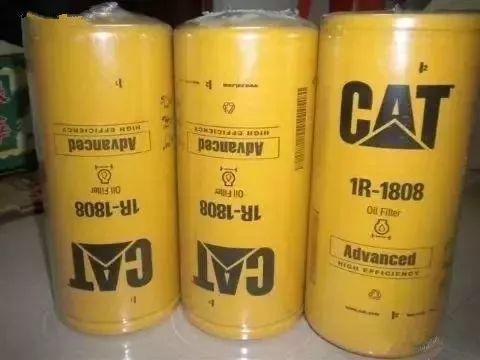 HIGH EFFICIENCY
Advanced
Oil Filter
1R-1808
CAT
HIGH EFFICIENCY
Advanced
Oil Filter
1R-1808
CAT
CAT
1R-1808
Oil Filter
Advanced
HIGH EFFICIENCY